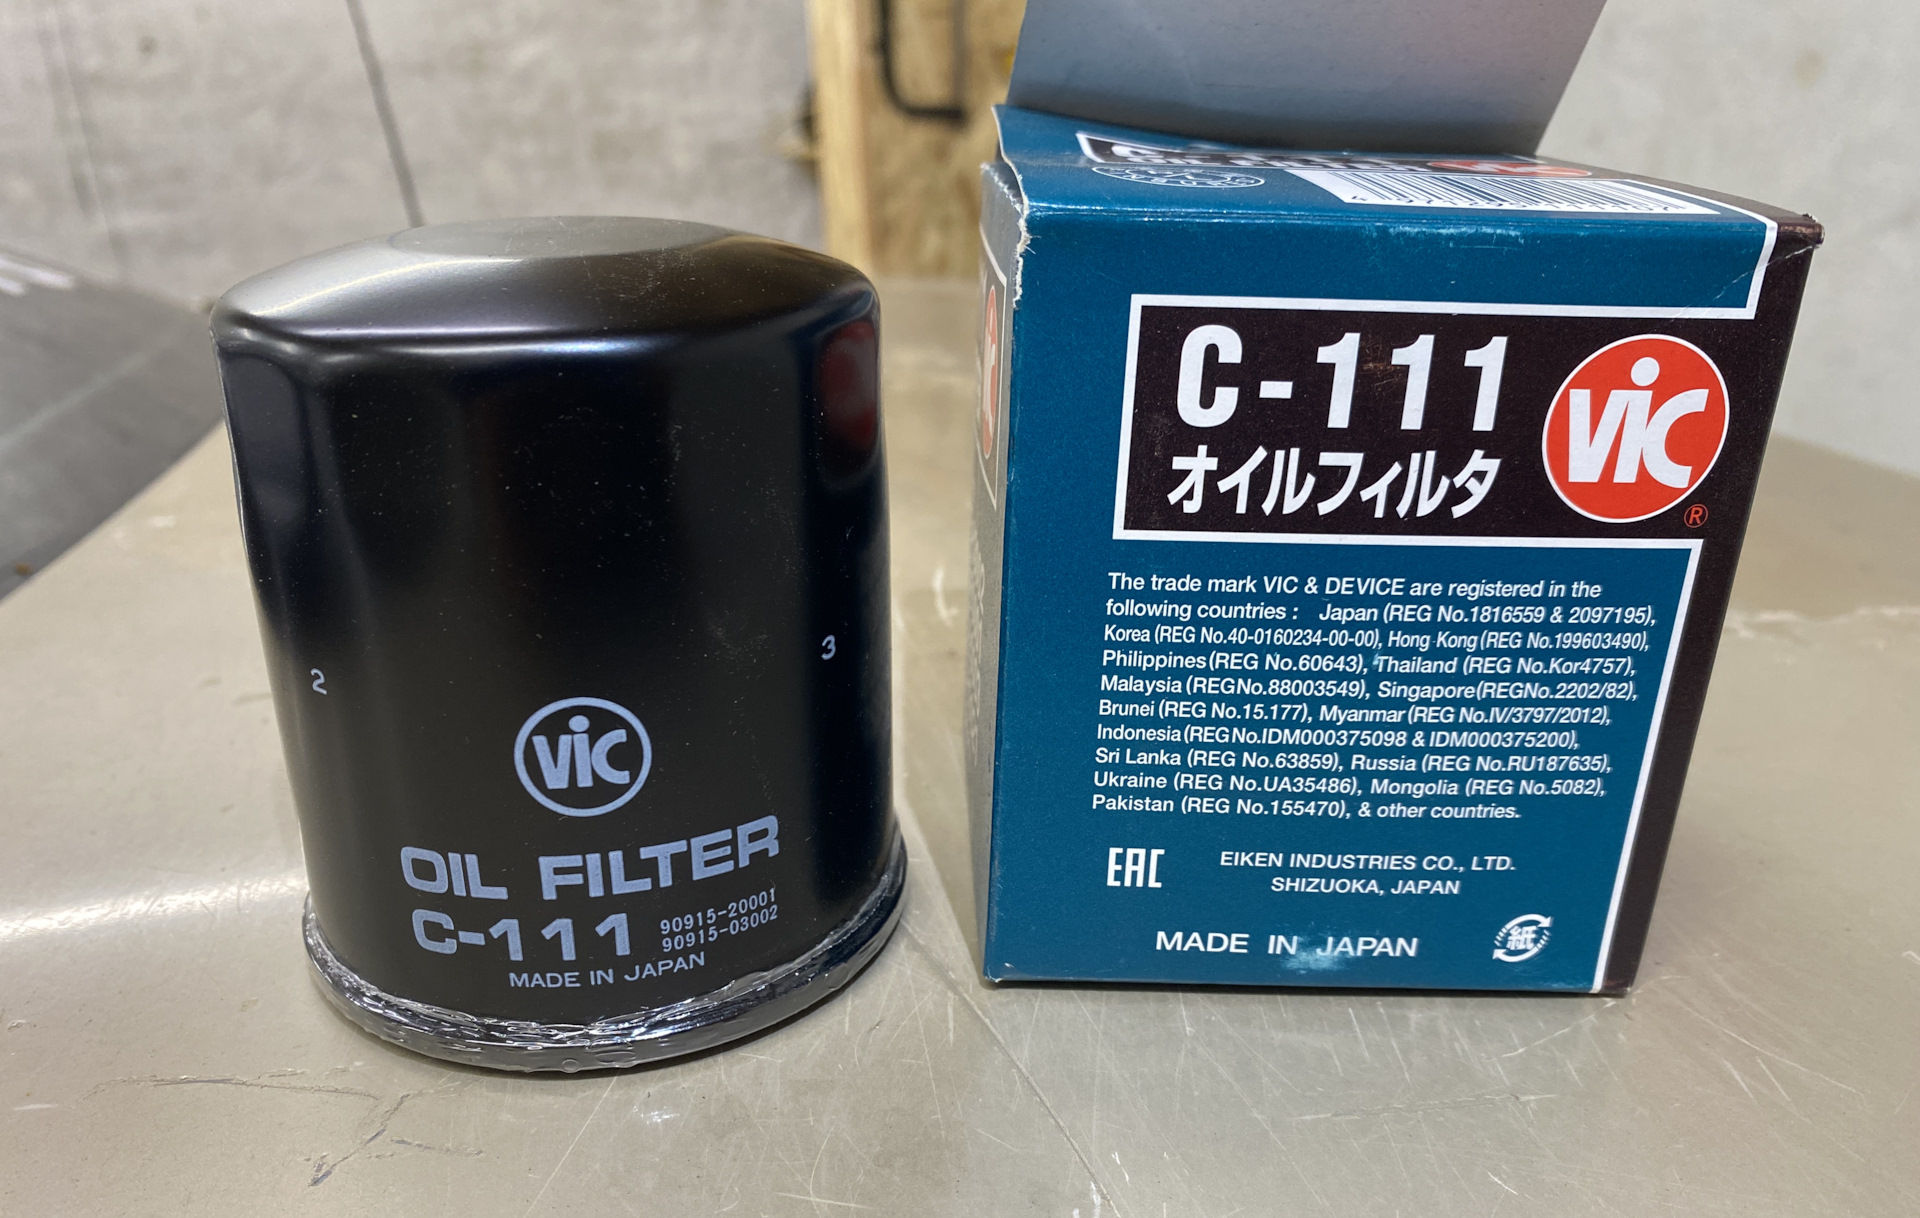 2
3
VIC
OIL FILTER
C-111 90915-20001
90915-03002
MADE IN JAPAN
C-111
オイルフィルタ
VIC
®
The trade mark VIC & DEVICE are registered in the
following countries : Japan (REG No.1816559 & 2097195),
Korea (REG No.40-0160234-00-00), Hong Kong (REG No.199603490),
Philippines (REG No.60643), Thailand (REG No.Kor4757),
Malaysia (REGNo.88003549), Singapore(REGNo.2202/82),
Brunei (REG No.15.177), Myanmar (REG No.IV/3797/2012),
Indonesia (REG No.IDM000375098 & IDM000375200),
Sri Lanka (REG No.63859), Russia (REG No.RU187635),
Ukraine (REG No.UA35486), Mongolia (REG No.5082),
Pakistan (REG No.155470), & other countries.
EAC EIKEN INDUSTRIES CO., LTD.
SHIZUOKA, JAPAN
MADE IN JAPAN
紙